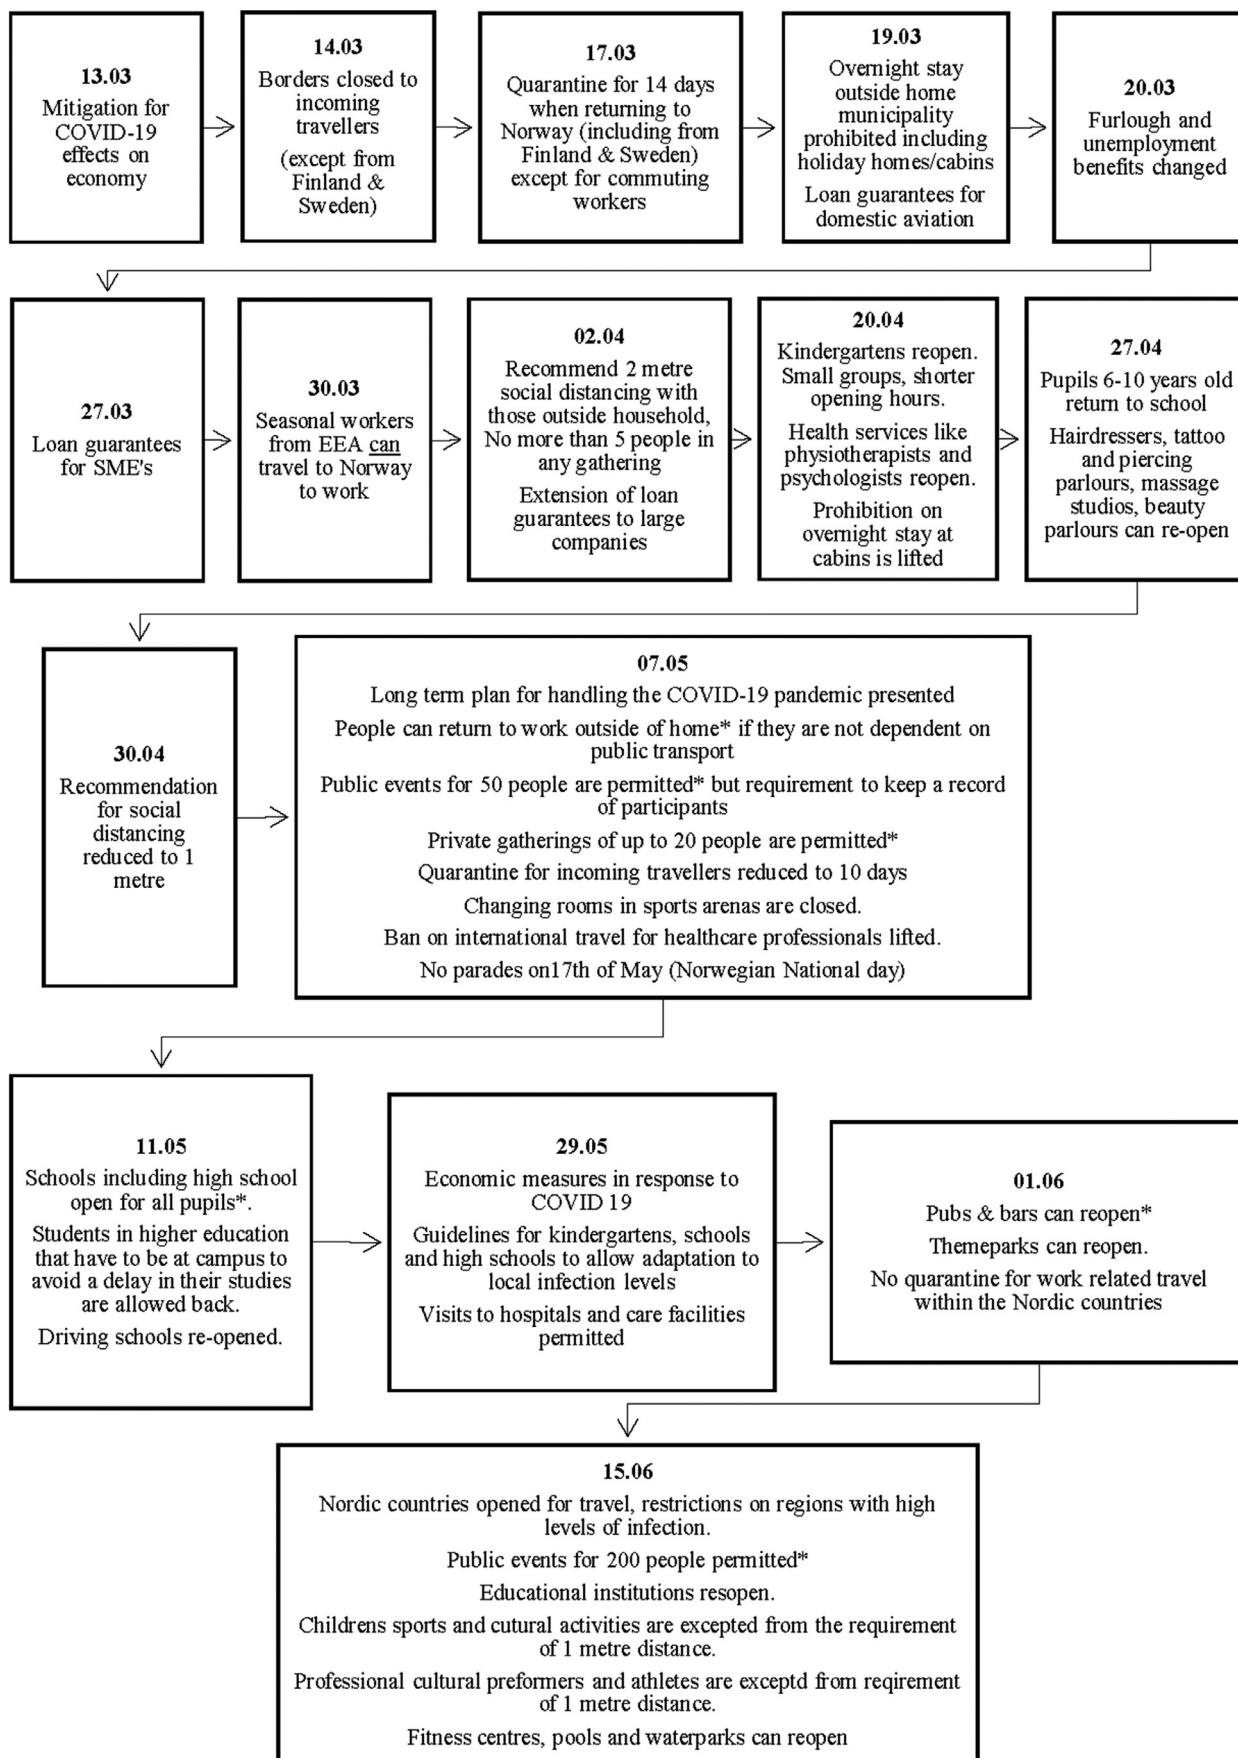 13.03
Mitigation for
COVID-19
effects on
economy
14.03
Borders closed to
incoming
travellers
(except from
Finland &
Sweden)
17.03
Quarantine for 14 days
when returning to
Norway (including from
Finland & Sweden)
except for commuting
workers
19.03
Overnight stay
outside home
municipality
prohibited including
holiday homes/cabins
Loan guarantees for
domestic aviation
20.03
Furlough and
unemployment
benefits changed
27.03
Loan guarantees
for SME's
30.03
Seasonal workers
from EEA can
travel to Norway
to work
02.04
Recommend 2 metre
social distancing with
those outside household,
No more than 5 people in
any gathering
Extension of loan
guarantees to large
companies
20.04
Kindergartens reopen.
Small groups, shorter
opening hours.
Health services like
physiotherapists and
psychologists reopen.
Prohibition on
overnight stay at
cabins is lifted
27.04
Pupils 6-10 years old
return to school
Hairdressers, tattoo
and piercing
parlours, massage
studios, beauty
parlours can re-open
30.04
Recommendation
for social
distancing
reduced to 1
metre
07.05
Long term plan for handling the COVID-19 pandemic presented
People can return to work outside of home* if they are not dependent on
public transport
Public events for 50 people are permitted* but requirement to keep a record
of participants
Private gatherings of up to 20 people are permitted*
Quarantine for incoming travellers reduced to 10 days
Changing rooms in sports arenas are closed.
Ban on international travel for healthcare professionals lifted.
No parades on17th of May (Norwegian National day)
11.05
Schools including high school
open for all pupils*.
Students in higher education
that have to be at campus to
avoid a delay in their studies
are allowed back.
Driving schools re-opened.
29.05
Economic measures in response to
COVID 19
Guidelines for kindergartens, schools
and high schools to allow adaptation to
local infection levels
Visits to hospitals and care facilities
permitted
01.06
Pubs & bars can reopen*
Themeparks can reopen.
No quarantine for work related travel
within the Nordic countries
15.06
Nordic countries opened for travel, restrictions on regions with high
levels of infection.
Public events for 200 people permitted*
Educational institutions resopen.
Childrens sports and cutural activities are excepted from the requirement
of 1 metre distance.
Professional cultural preformers and athletes are exceptd from reqirement
of 1 metre distance.
Fitness centres, pools and waterparks can reopen